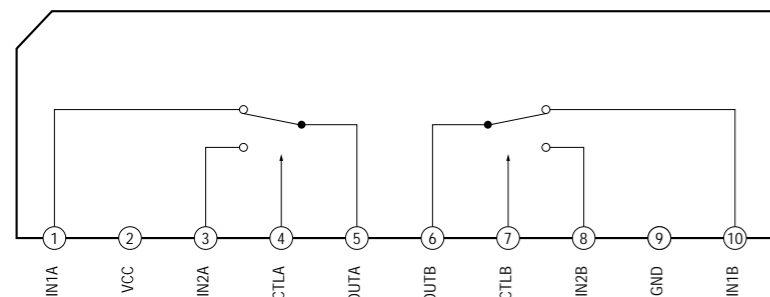 1 2 3 4 5 6 7 8 9 10
IN1A
VCC
IN2A
CTLA
OUTA
OUTB
CTLB
IN2B
GND
IN1B